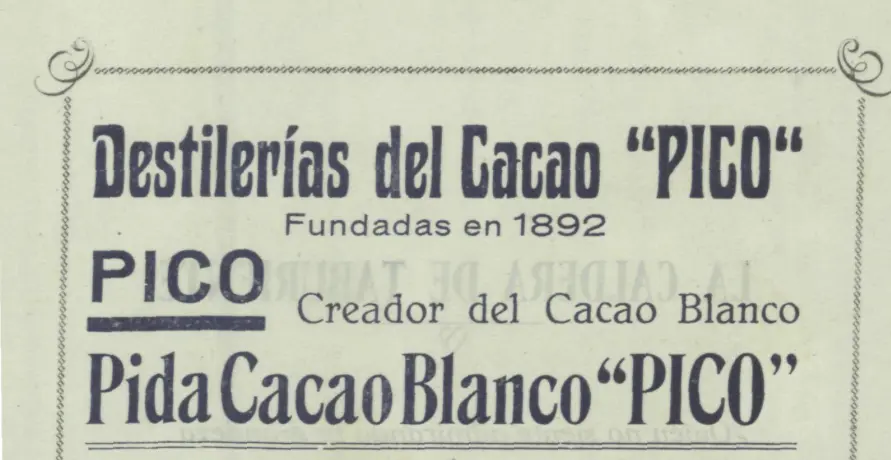 Destilerías del Cacao “PICO“
Fundadas en 1892
PICO
Creador del Cacao Blanco
Pida Cacao Blanco “PICO”